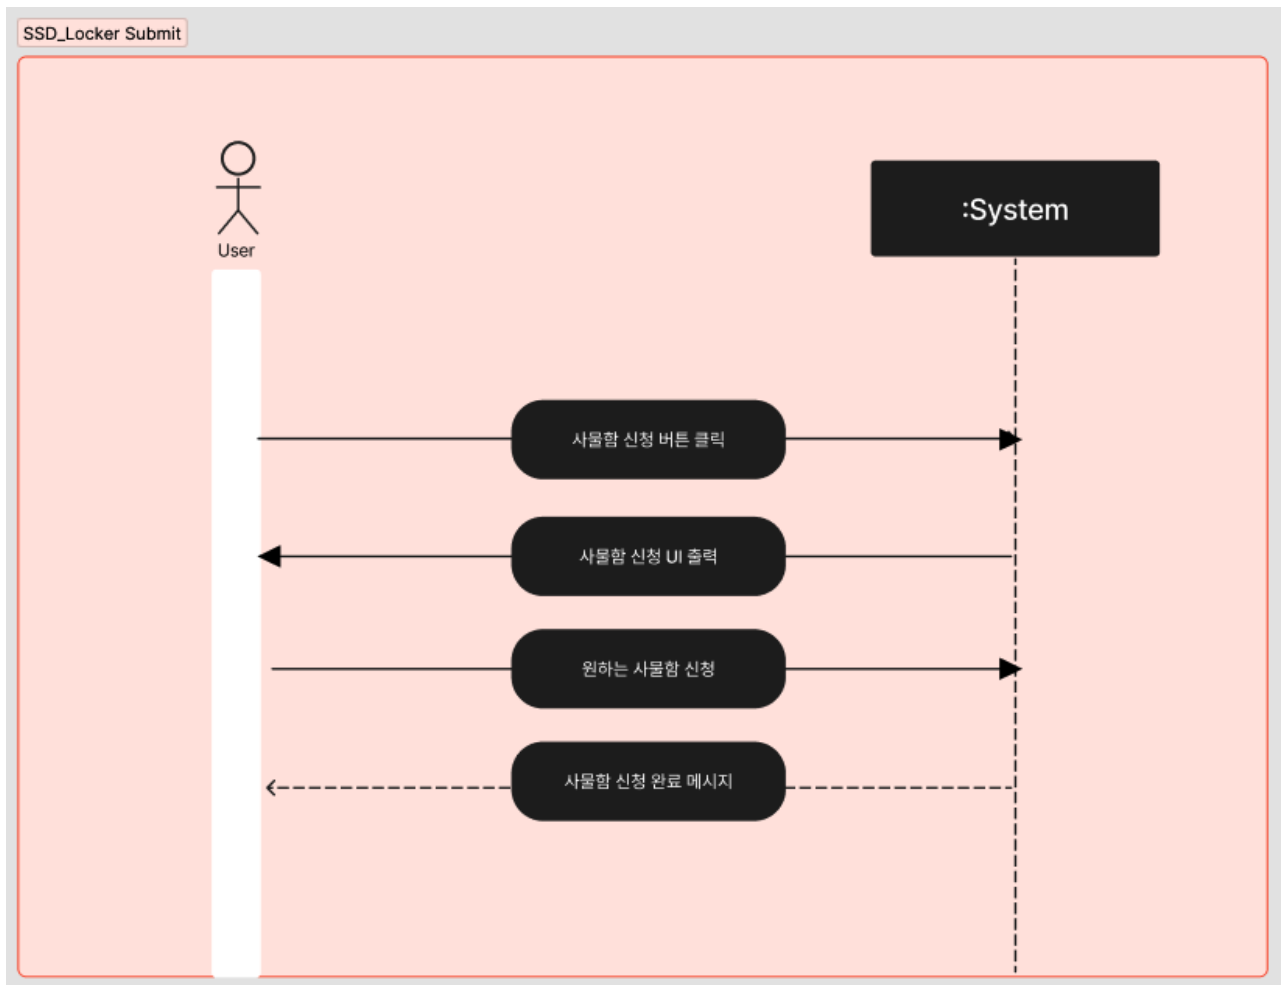 SSD_Locker Submit
User
:System
사물함 신청 버튼 클릭
사물함 신청 UI 출력
원하는 사물함 신청
사물함 신청 완료 메시지